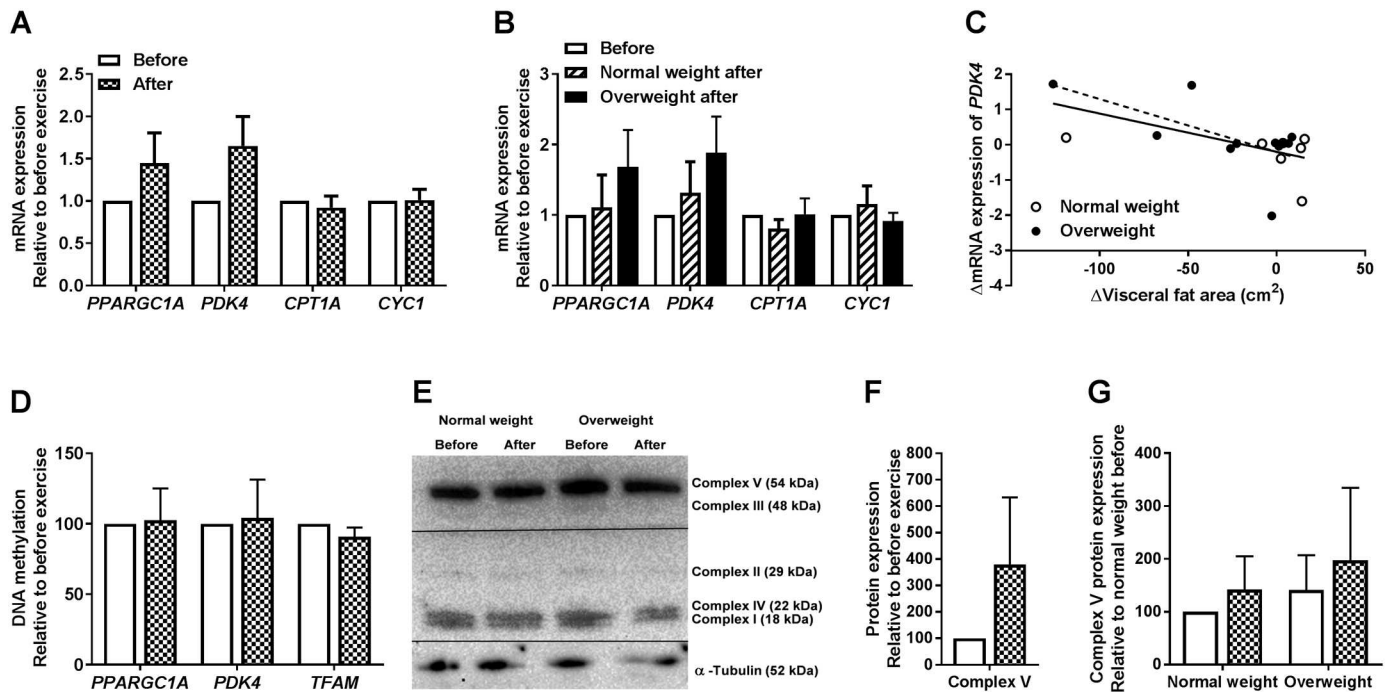 A
Before
After
mRNA expression
Relative to before exercise
2.5
2.0
1.5
1.0
0.5
0.0
PPARGC1A PDK4 CPT1A CYC1
B
Before
Normal weight after
Overweight after
mRNA expression
Relative to before exercise
3
2
1
0
PPARGC1A PDK4 CPT1A CYC1
C
ΔmRNA expression of PDK4
2
1
0
-1
-2
-3
-4
Normal weight
Overweight
-100 -50 0 50
ΔVisceral fat area (cm²)
D
DNA methylation
Relative to before exercise
150
100
50
0
PPARGC1A PDK4 TFAM
E
Normal weight Overweight
Before After Before After
Complex V (54 kDa)
Complex III (48 kDa)
Complex II (29 kDa)
Complex IV (22 kDa)
Complex I (18 kDa)
α -Tubulin (52 kDa)
F
Protein expression
Relative to before exercise
800
700
600
500
400
300
200
100
0
Complex V
G
Complex V protein expression
Relative to normal weight before
400
300
200
100
0
Normal weight Overweight